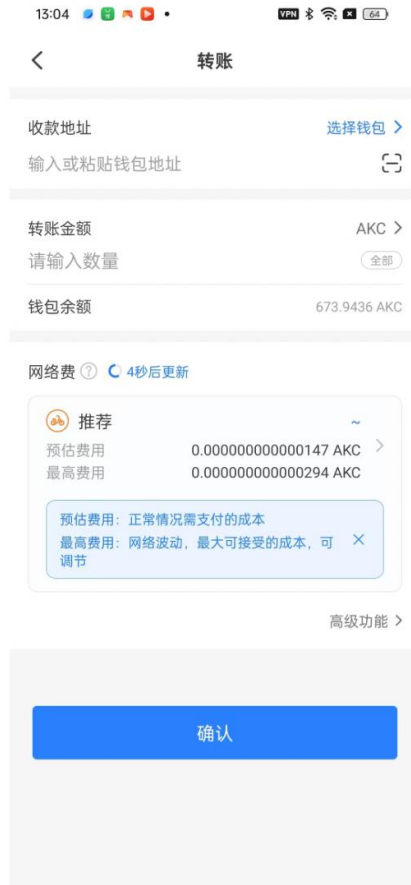 13:04 VPN 64
转账
收款地址 选择钱包
输入或粘贴钱包地址
转账金额 AKC
请输入数量 全部
钱包余额 673.9436 AKC
网络费 ? 4秒后更新
推荐 ~
预估费用 0.000000000000147 AKC
最高费用 0.000000000000294 AKC
预估费用：正常情况需支付的成本
最高费用：网络波动，最大可接受的成本，可
调节
高级功能
确认